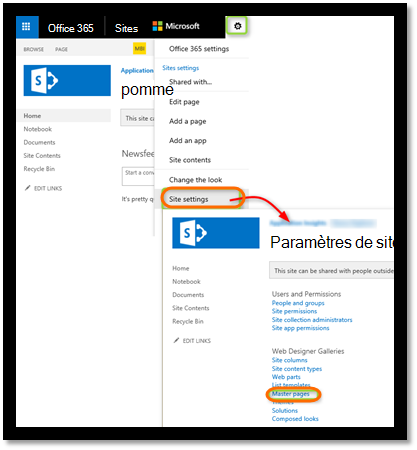 Office 365 Sites Microsoft
BROWSE PAGE MBI
Office 365 settings
Sites settings
Shared with...
Edit page
Add a page
Add an app
Site contents
Change the look
Site settings
Application
pomme
This site ca
Home
Notebook
Documents
Site Contents
Recycle Bin
EDIT LINKS
Newsfee
Start a conve
It's pretty q
Application Insights
Paramètres de site
This site can be shared with people outside
Home
Notebook
Documents
Site Contents
Recycle Bin
EDIT LINKS
Users and Permissions
People and groups
Site permissions
Site collection administrators
Site app permissions
Web Designer Galleries
Site columns
Site content types
Web parts
List templates
Master pages
Themes
Solutions
Composed looks